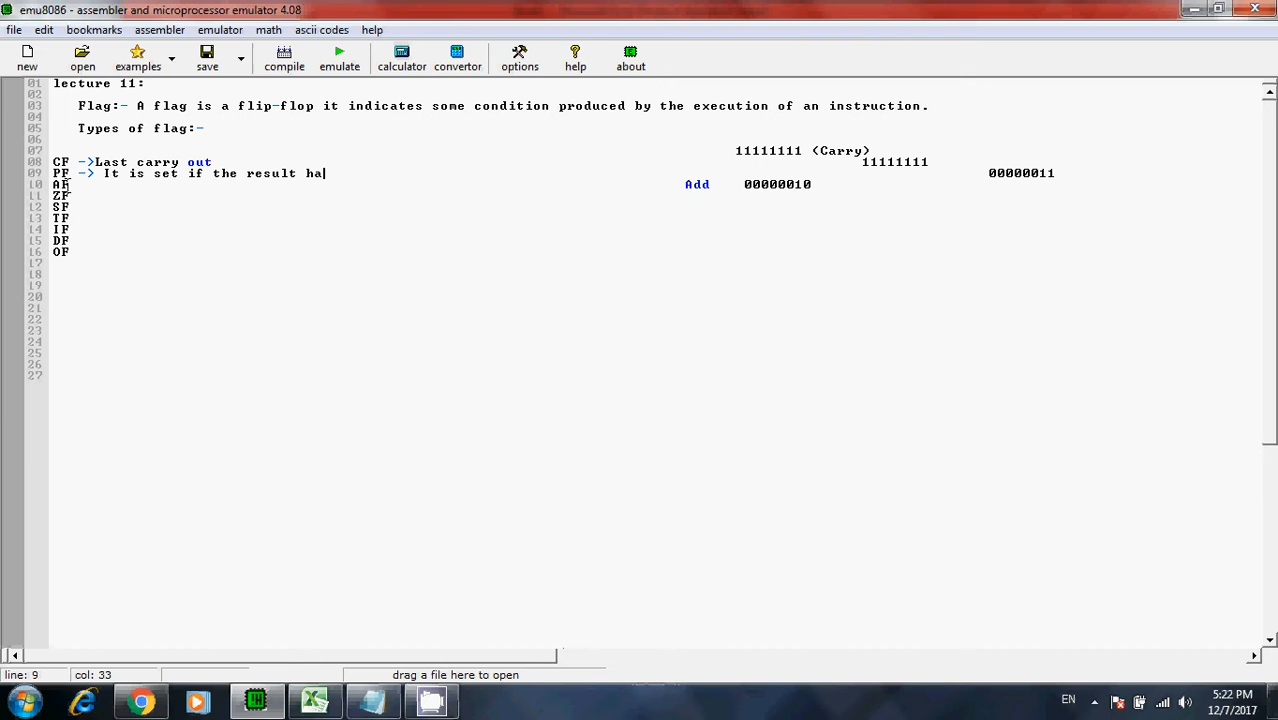 emu8086 - assembler and microprocessor emulator 4.08
file edit bookmarks assembler emulator math ascii codes help
new open examples save compile emulate calculator convertor options help about
01 lecture 11:
02
03 Flag:- A flag is a flip-flop it indicates some condition produced by the execution of an instruction.
04
05 Types of flag:-
06
07 11111111 (Carry)
08 CF ->Last carry out 11111111
09 PF -> It is set if the result ha 00000011
10 AF Add 00000010
11 ZF
12 SF
13 TF
14 IF
15 DF
16 OF
17
18
19
20
21
22
23
24
25
26
27
line: 9 col: 33 drag a file here to open
EN 5:22 PM
12/7/2017